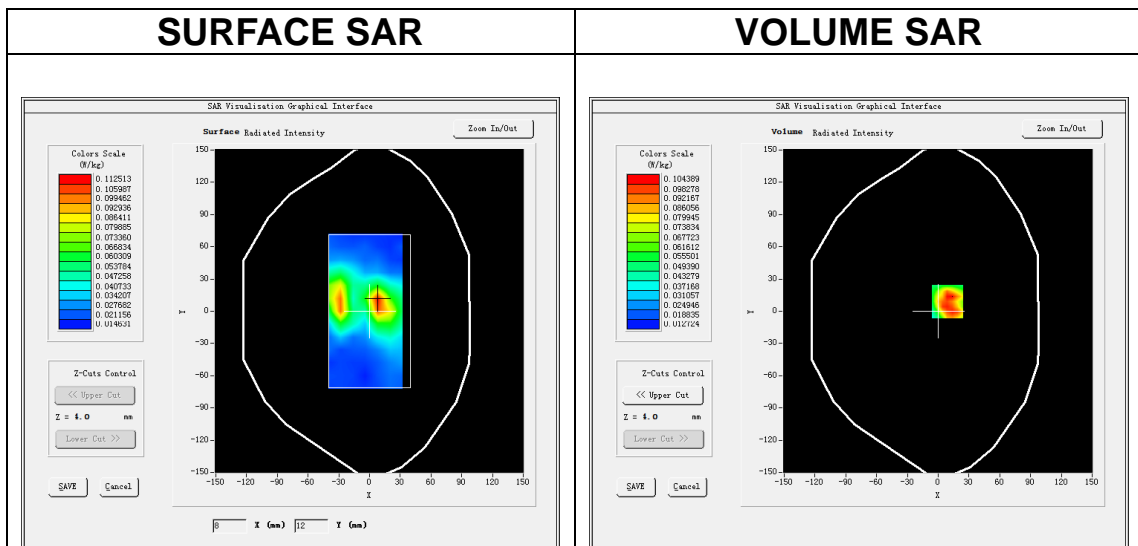 SURFACE SAR
VOLUME SAR
SAR Visualisation Graphical Interface
Surface Radiated Intensity
Zoom In/Out
Colors Scale
(W/kg)
0.112513
0.105987
0.099462
0.092936
0.086411
0.079885
0.073360
0.066834
0.060309
0.053784
0.047258
0.040733
0.034207
0.027682
0.021156
0.014631
150
120
90
60
30
0
-30
-60
-90
-120
-150
Y
-150 -120 -90 -60 -30 0 30 60 90 120 150
X
Z-Cuts Control
<< Upper Cut
Z = 4.0 mm
Lower Cut >>
SAVE
Cancel
8 X (mm) 12 Y (mm)
SAR Visualisation Graphical Interface
Volume Radiated Intensity
Zoom In/Out
Colors Scale
(W/kg)
0.104389
0.098278
0.092167
0.086056
0.079945
0.073834
0.067723
0.061612
0.055501
0.049390
0.043279
0.037168
0.031057
0.024946
0.018835
0.012724
150
120
90
60
30
0
-30
-60
-90
-120
-150
Y
-150 -120 -90 -60 -30 0 30 60 90 120 150
X
Z-Cuts Control
<< Upper Cut
Z = 4.0 mm
Lower Cut >>
SAVE
Cancel